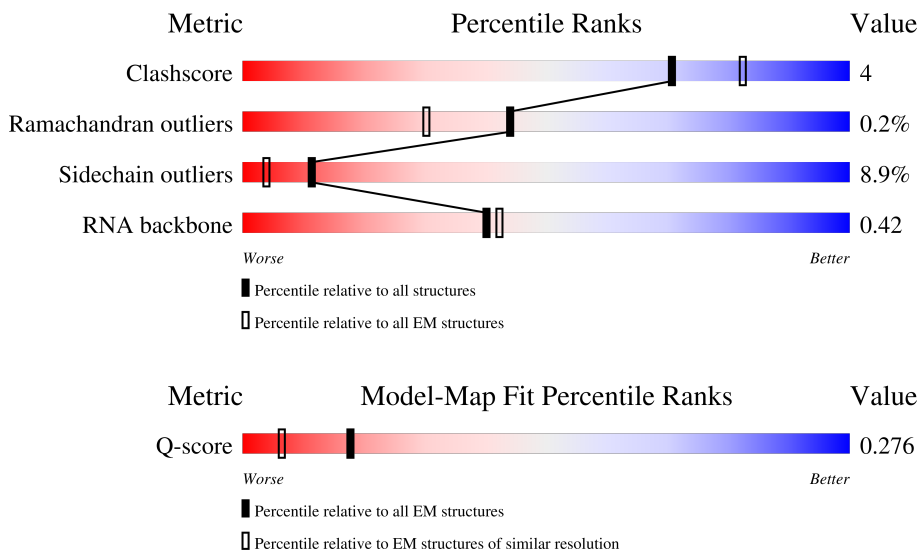 Metric Percentile Ranks Value
Clashscore 4
Ramachandran outliers 0.2%
Sidechain outliers 8.9%
RNA backbone 0.42
Worse Better
Percentile relative to all structures
Percentile relative to all EM structures
Metric Model-Map Fit Percentile Ranks Value
Q-score 0.276
Worse Better
Percentile relative to all EM structures
Percentile relative to EM structures of similar resolution